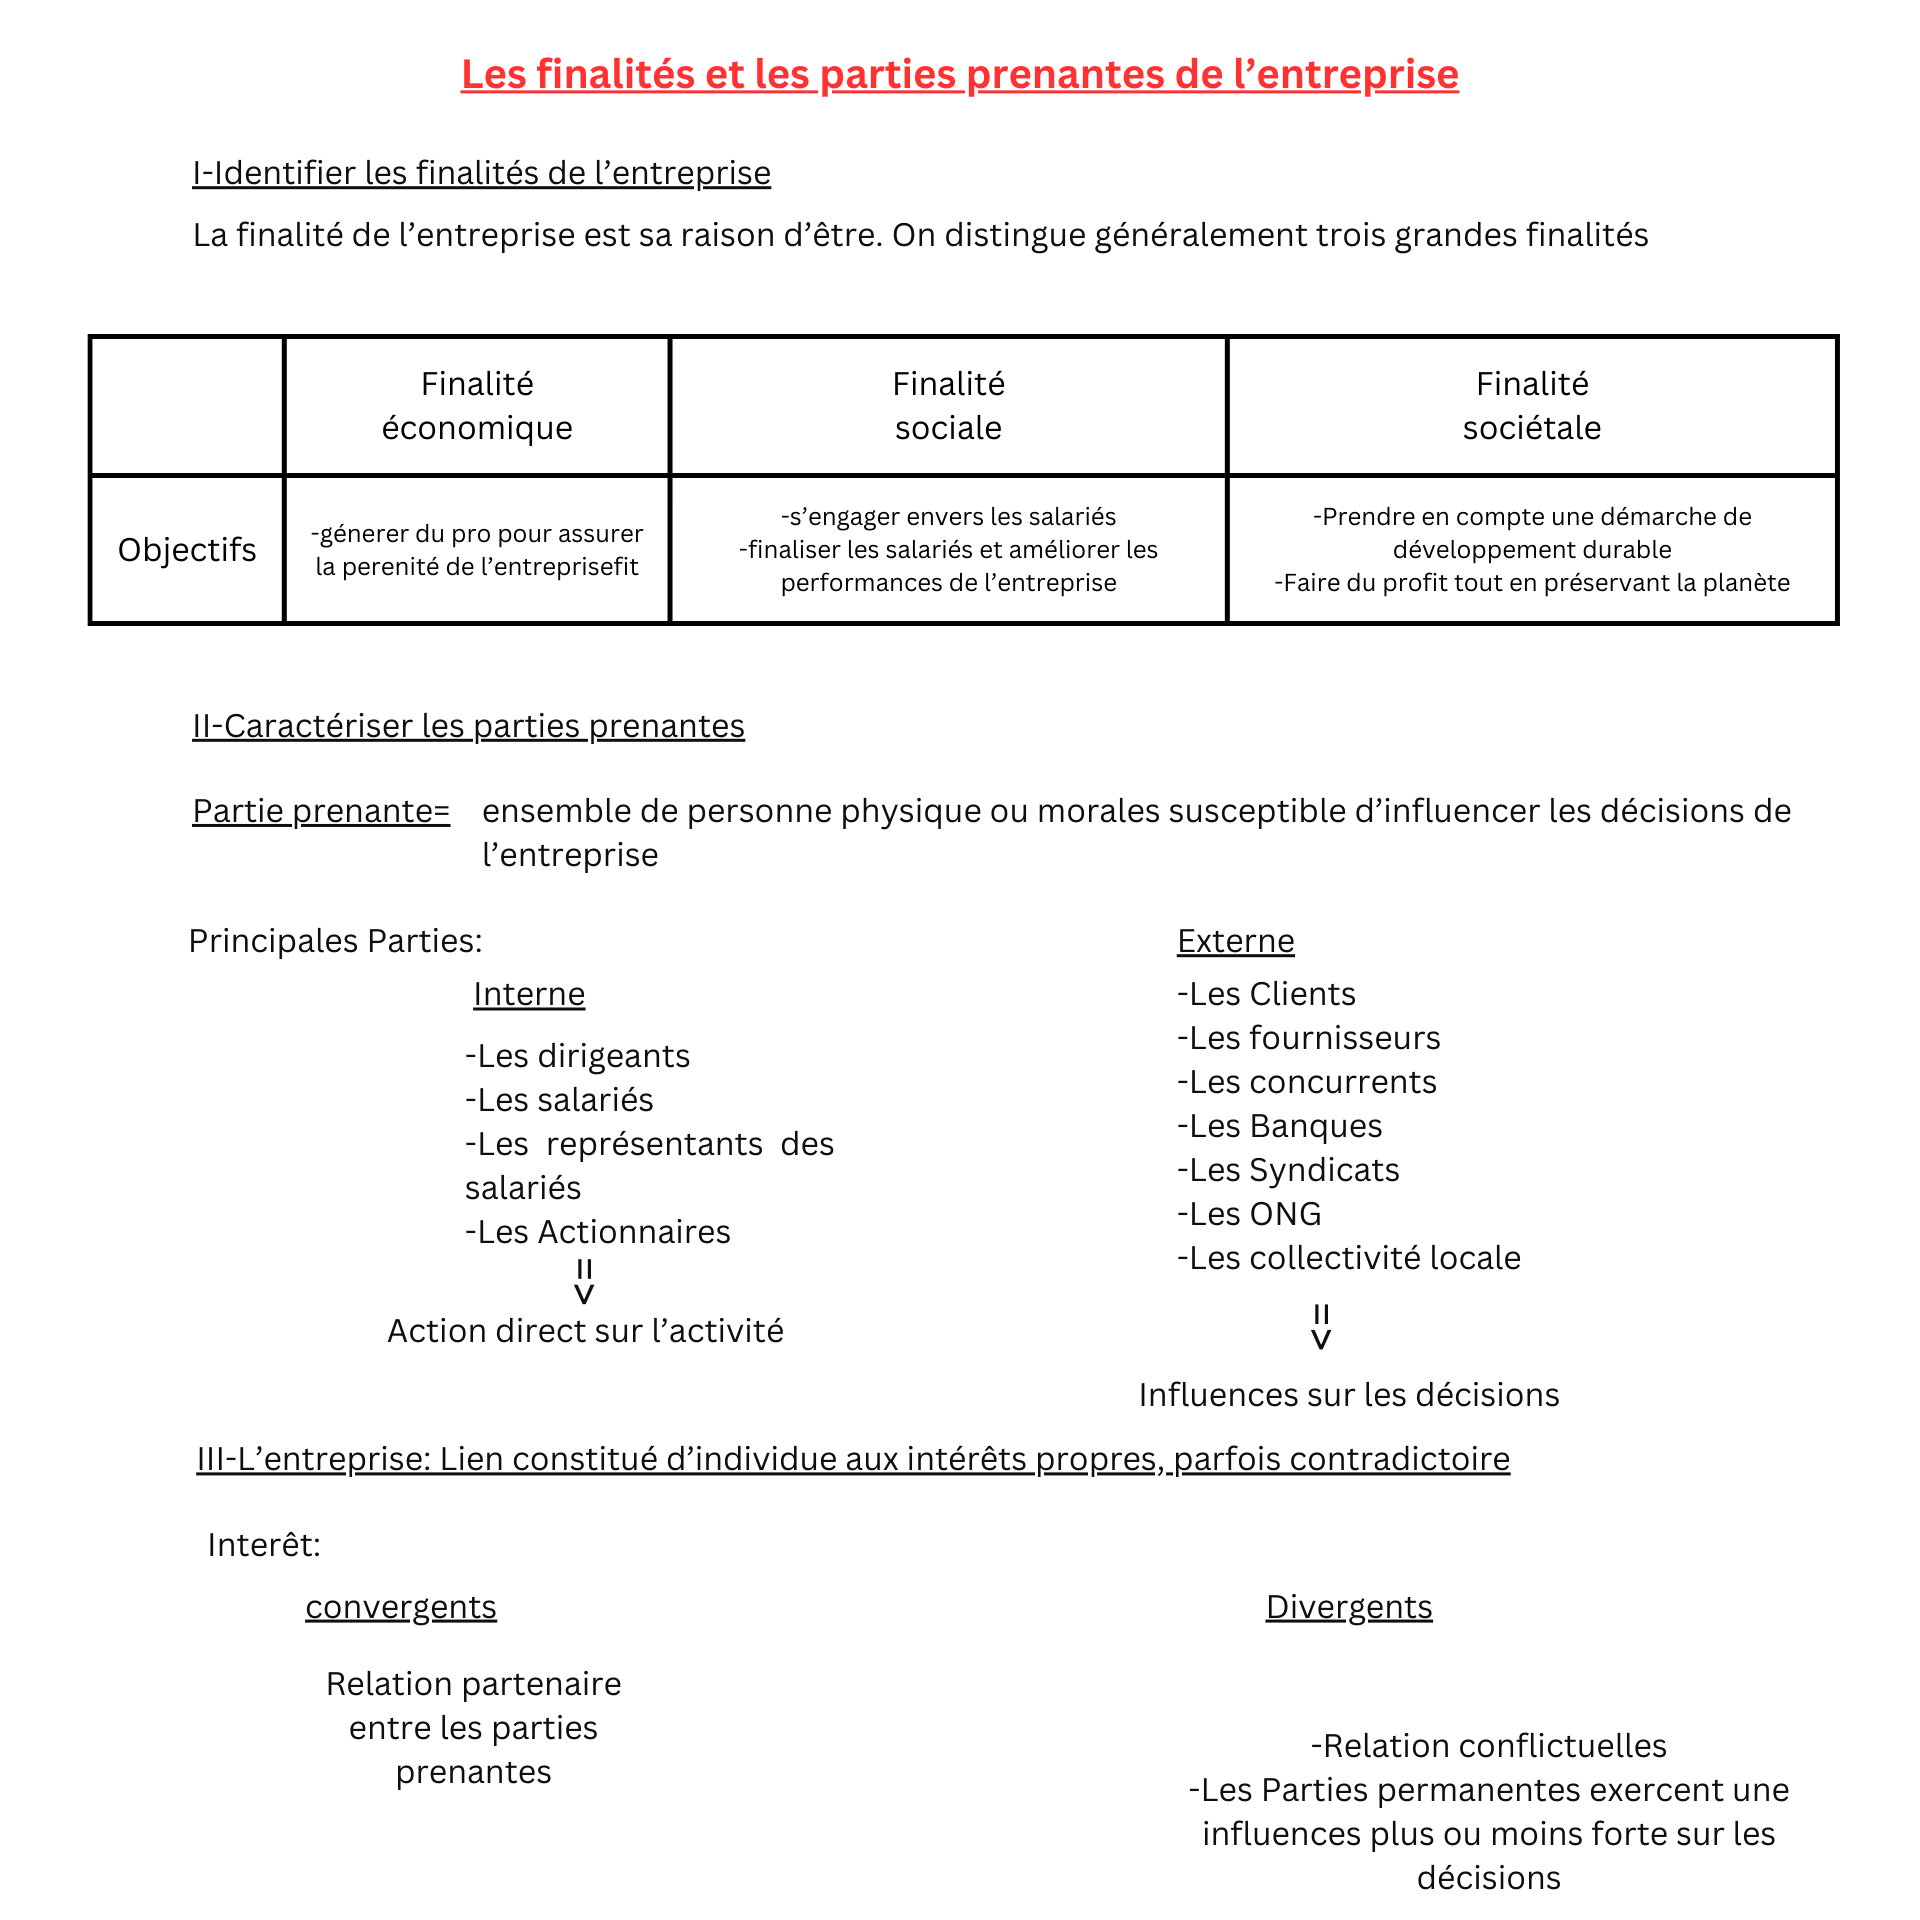 Les finalités et les parties prenantes de l’entreprise
I-Identifier les finalités de l’entreprise
La finalité de l’entreprise est sa raison d’être. On distingue généralement trois grandes finalités
Finalité
économique
Finalité
sociale
Finalité
sociétale
Objectifs
-génerer du pro pour assurer
la perenité de l’entreprisefit
-s’engager envers les salariés
-finaliser les salariés et améliorer les
performances de l’entreprise
-Prendre en compte une démarche de
développement durable
-Faire du profit tout en préservant la planète
II-Caractériser les parties prenantes
Partie prenante= ensemble de personne physique ou morales susceptible d’influencer les décisions de
l’entreprise
Principales Parties:
Interne
-Les dirigeants
-Les salariés
-Les représentants des
salariés
-Les Actionnaires
=>
Action direct sur l’activité
Externe
-Les Clients
-Les fournisseurs
-Les concurrents
-Les Banques
-Les Syndicats
-Les ONG
-Les collectivité locale
=>
Influences sur les décisions
III-L’entreprise: Lien constitué d’individue aux intérêts propres, parfois contradictoire
Interêt:
convergents
Relation partenaire
entre les parties
prenantes
Divergents
-Relation conflictuelles
-Les Parties permanentes exercent une
influences plus ou moins forte sur les
décisions